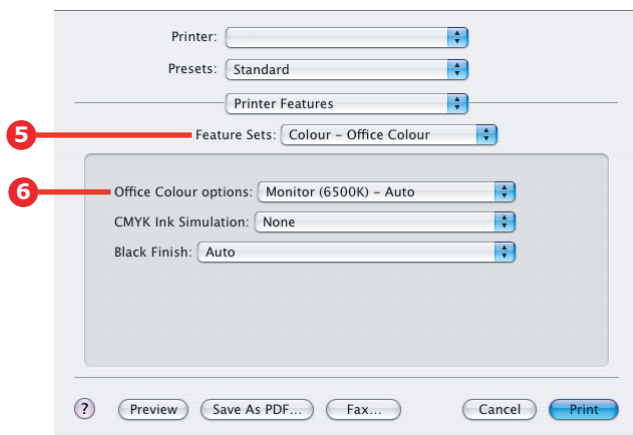 Printer:
Presets: Standard
Printer Features
5 Feature Sets: Colour – Office Colour
6 Office Colour options: Monitor (6500K) – Auto
CMYK Ink Simulation: None
Black Finish: Auto
? Preview Save As PDF... Fax... Cancel Print